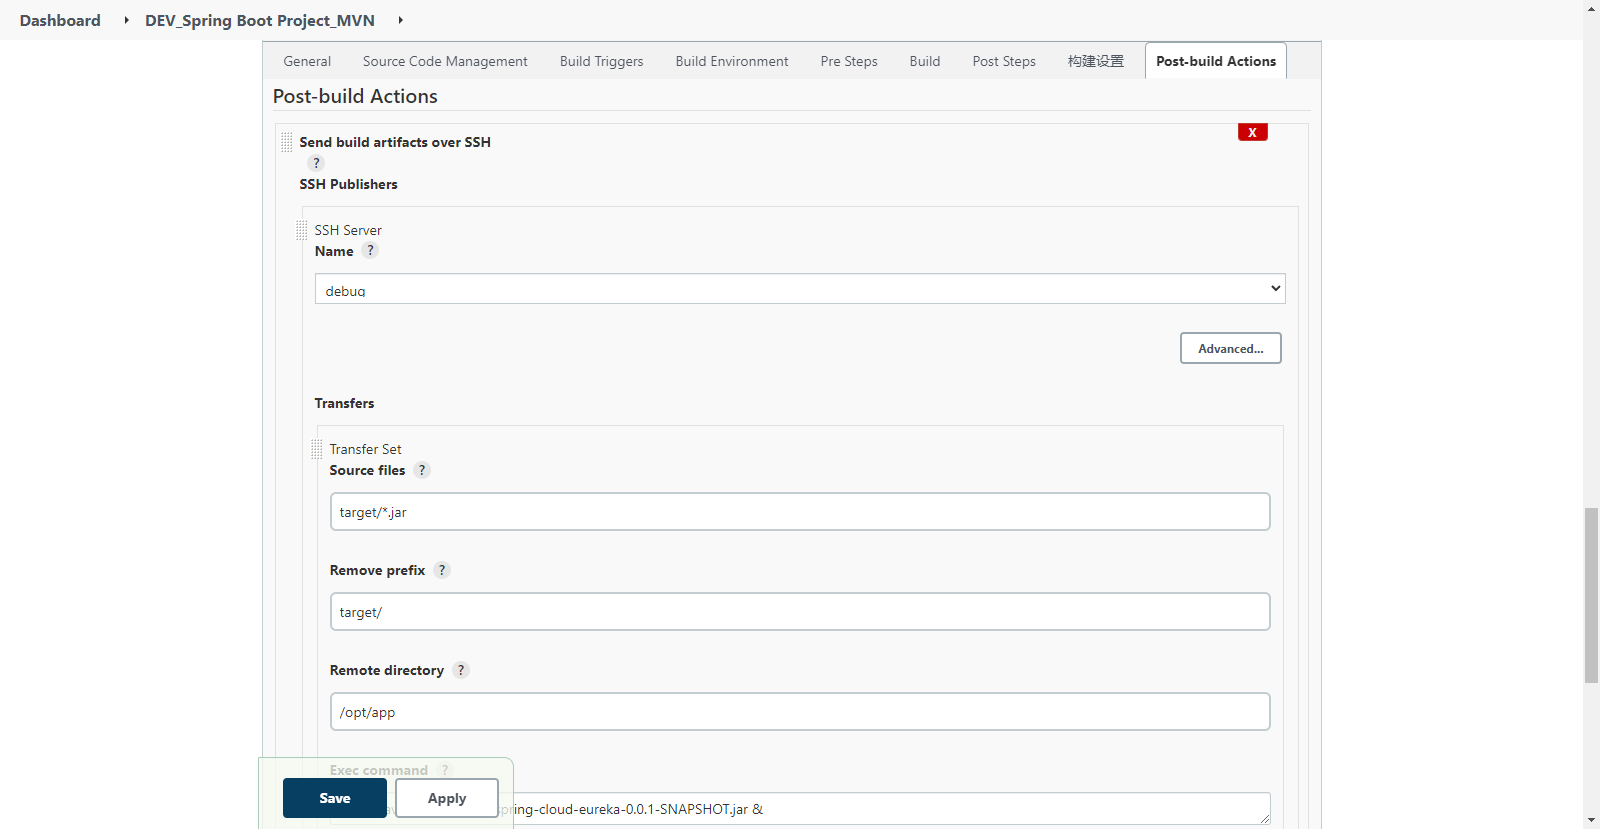 Dashboard DEV_Spring Boot Project_MVN
General Source Code Management Build Triggers Build Environment Pre Steps Build Post Steps 构建设置 Post-build Actions
Post-build Actions
Send build artifacts over SSH X
?
SSH Publishers
SSH Server
Name ?
debug
Advanced...
Transfers
Transfer Set
Source files ?
target/*.jar
Remove prefix ?
target/
Remote directory ?
/opt/app
Exec command ?
Save Apply
spring-cloud-eureka-0.0.1-SNAPSHOT.jar &